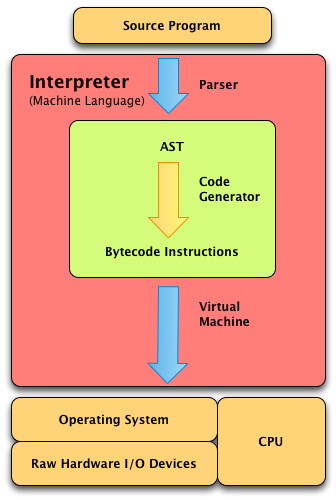 Source Program
Interpreter
(Machine Language)
Parser
AST
Code
Generator
Bytecode Instructions
Virtual
Machine
Operating System
CPU
Raw Hardware I/O Devices